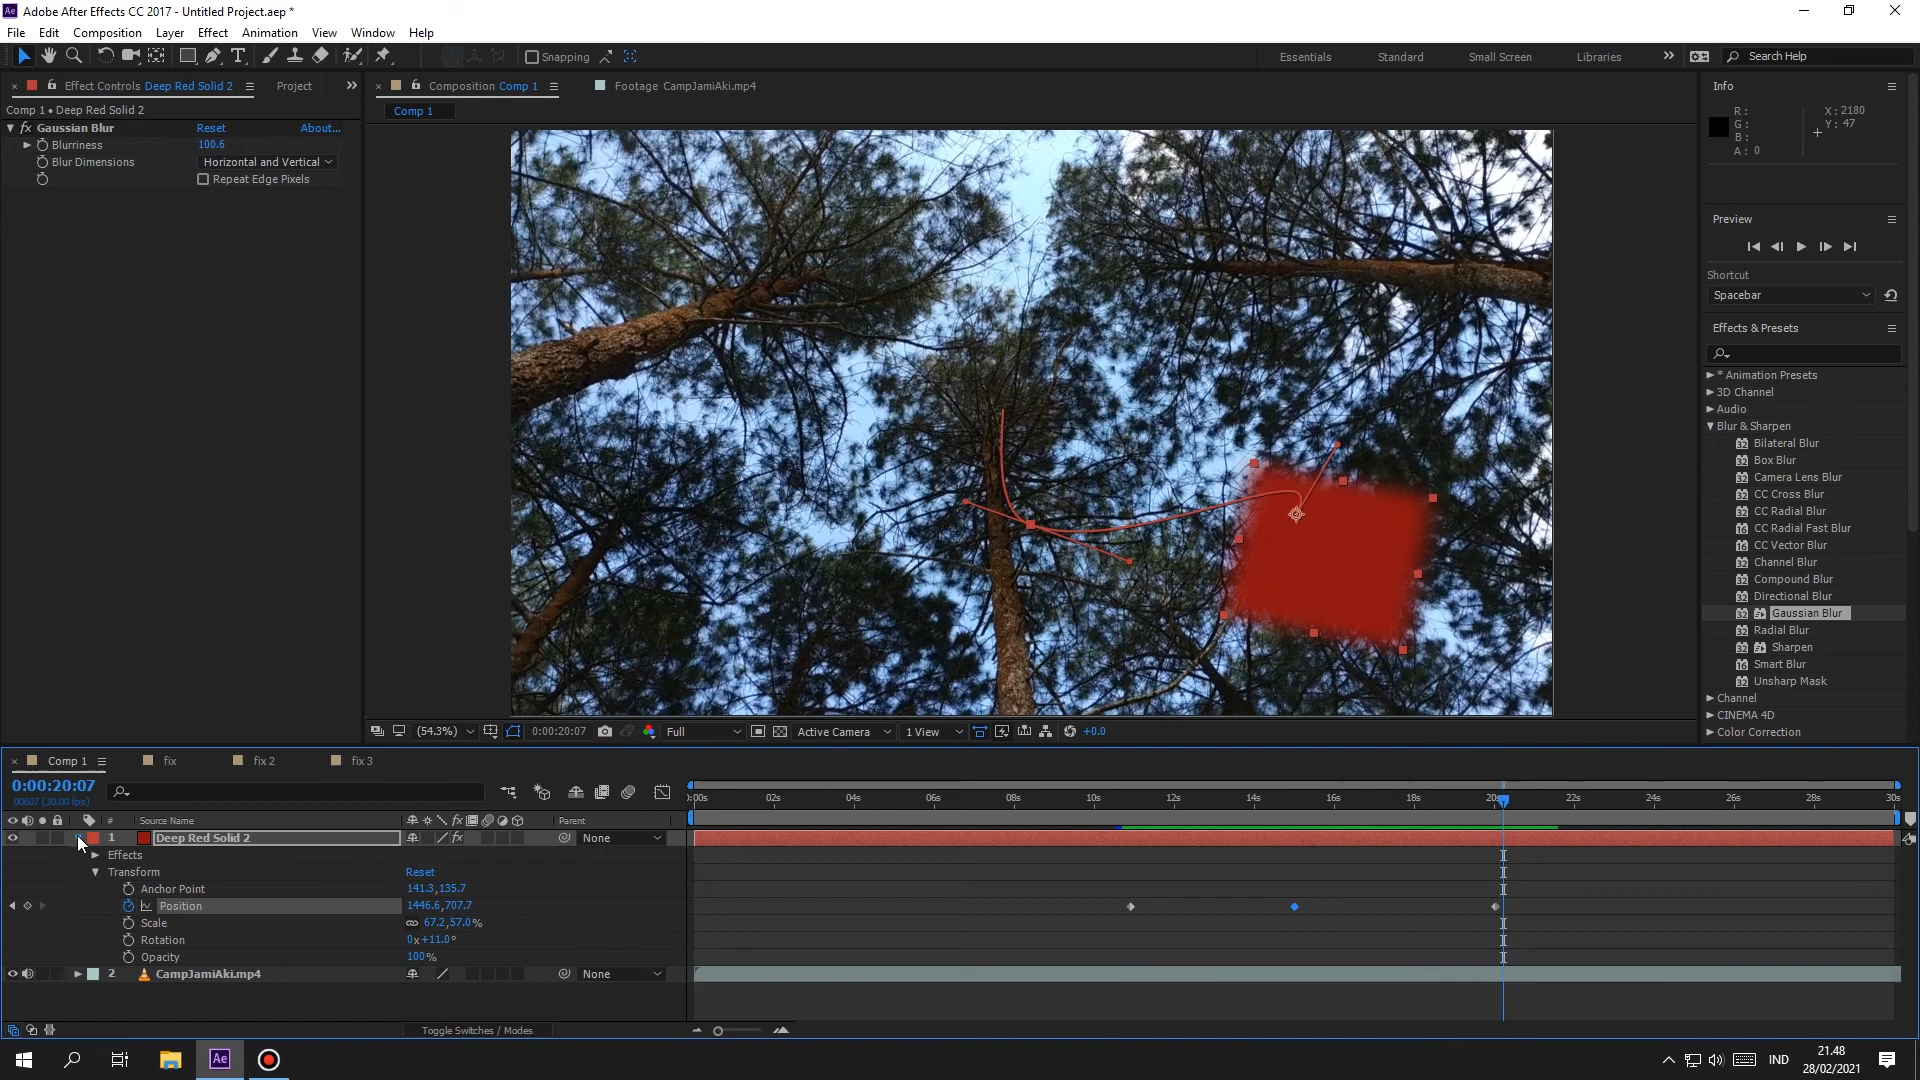 Adobe After Effects CC 2017 - Untitled Project.aep *
File Edit Composition Layer Effect Animation View Window Help
Snapping Essentials Standard Small Screen Libraries Search Help
Effect Controls Deep Red Solid 2 Project
Comp 1 • Deep Red Solid 2
fx Gaussian Blur Reset About...
Blurriness 100.6
Blur Dimensions Horizontal and Vertical
Repeat Edge Pixels
Composition Comp 1 Footage CampJamiAki.mp4
Comp 1
(54.3%) 0:00:20:07 Full Active Camera 1 View +0.0
Info
R : X : 2180
G : Y : 47
B :
A : 0
Preview
Shortcut
Spacebar
Effects & Presets
* Animation Presets
3D Channel
Audio
Blur & Sharpen
Bilateral Blur
Box Blur
Camera Lens Blur
CC Cross Blur
CC Radial Blur
CC Radial Fast Blur
CC Vector Blur
Channel Blur
Compound Blur
Directional Blur
Gaussian Blur
Radial Blur
Sharpen
Smart Blur
Unsharp Mask
Channel
CINEMA 4D
Color Correction
Comp 1 fix fix 2 fix 3
0:00:20:07
00607 (30.00 fps)
:00s 02s 04s 06s 08s 10s 12s 14s 16s 18s 20s 22s 24s 26s 28s 30s
# Source Name Parent
1 Deep Red Solid 2 None
Effects
Transform Reset
Anchor Point 141.3,135.7
Position 1446.6,707.7
Scale 67.2,57.0%
Rotation 0x+11.0°
Opacity 100%
2 CampJamiAki.mp4 None
Toggle Switches / Modes
IND 21.48
28/02/2021